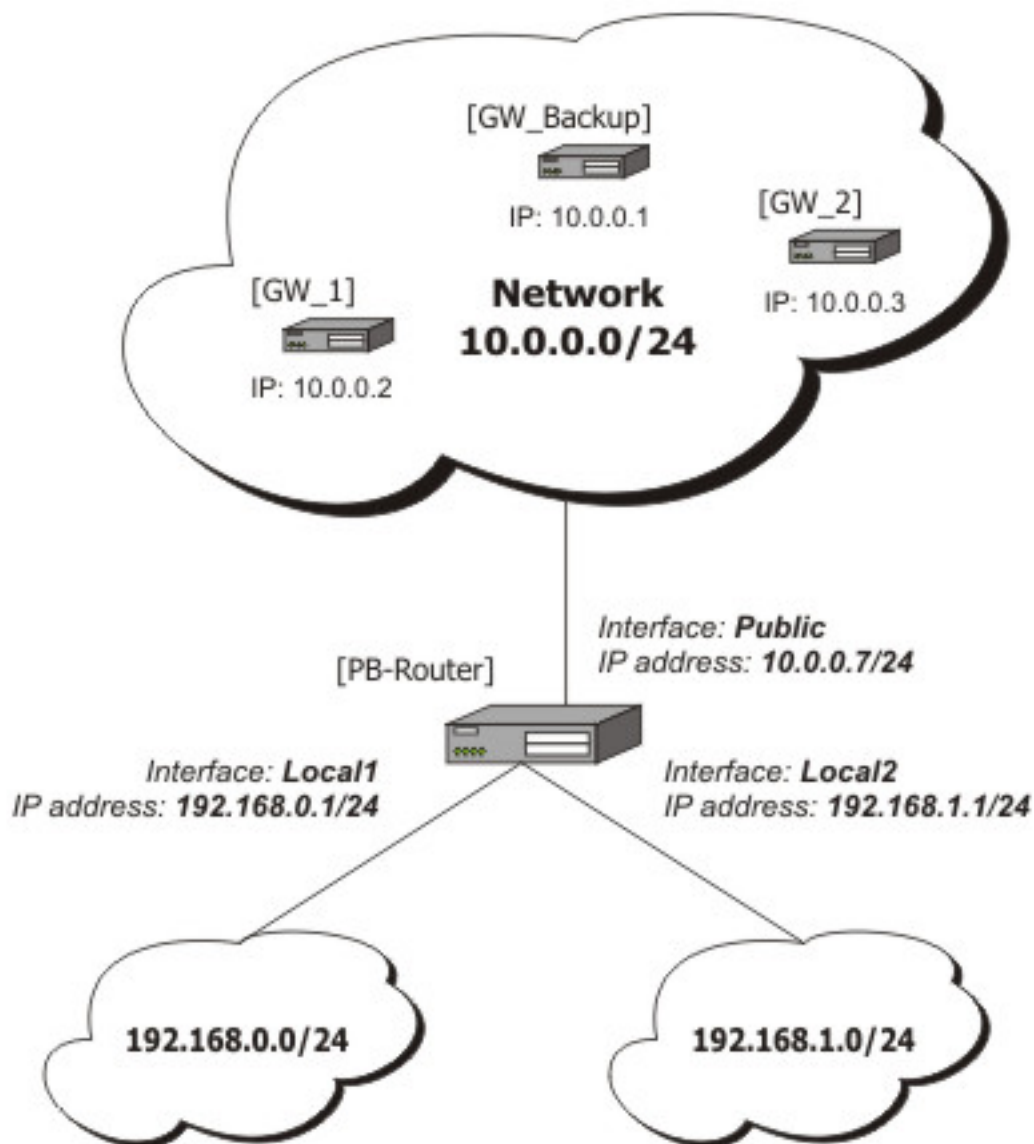 [GW_Backup]
IP: 10.0.0.1
[GW_2]
IP: 10.0.0.3
[GW_1]
IP: 10.0.0.2
Network
10.0.0.0/24
Interface: Public
IP address: 10.0.0.7/24
[PB-Router]
Interface: Local1
IP address: 192.168.0.1/24
Interface: Local2
IP address: 192.168.1.1/24
192.168.0.0/24
192.168.1.0/24